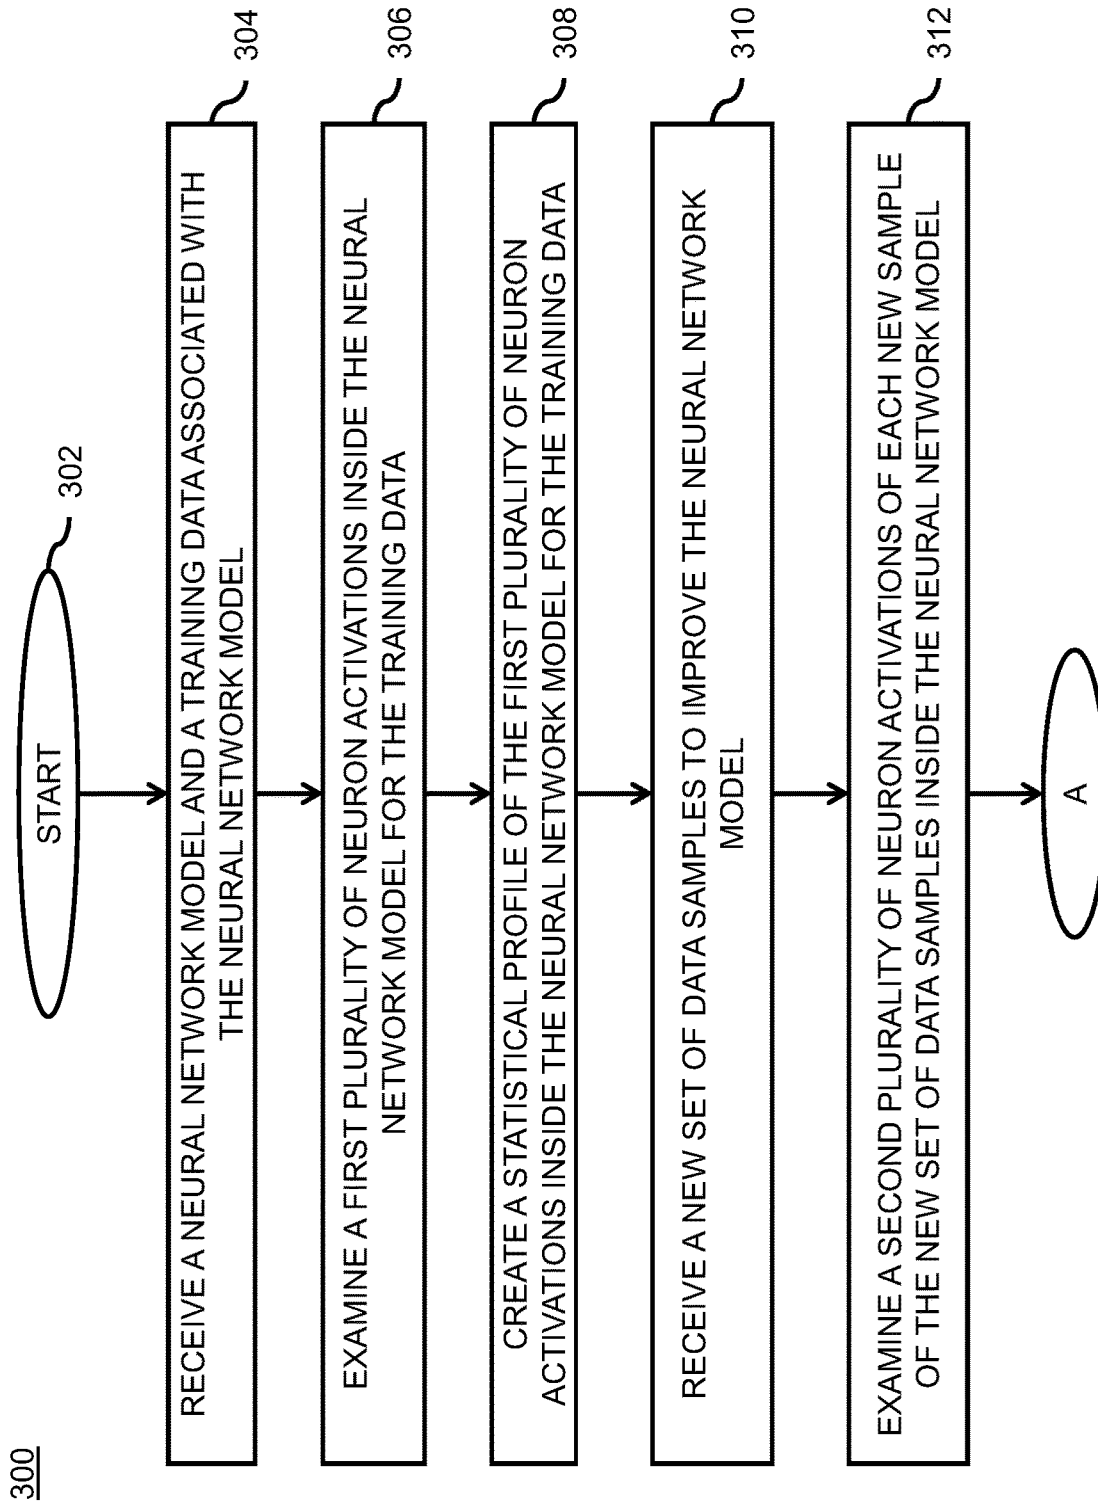 300
START
302
RECEIVE A NEURAL NETWORK MODEL AND A TRAINING DATA ASSOCIATED WITH
THE NEURAL NETWORK MODEL
304
EXAMINE A FIRST PLURALITY OF NEURON ACTIVATIONS INSIDE THE NEURAL
NETWORK MODEL FOR THE TRAINING DATA
306
CREATE A STATISTICAL PROFILE OF THE FIRST PLURALITY OF NEURON
ACTIVATIONS INSIDE THE NEURAL NETWORK MODEL FOR THE TRAINING DATA
308
RECEIVE A NEW SET OF DATA SAMPLES TO IMPROVE THE NEURAL NETWORK
MODEL
310
EXAMINE A SECOND PLURALITY OF NEURON ACTIVATIONS OF EACH NEW SAMPLE
OF THE NEW SET OF DATA SAMPLES INSIDE THE NEURAL NETWORK MODEL
312
A